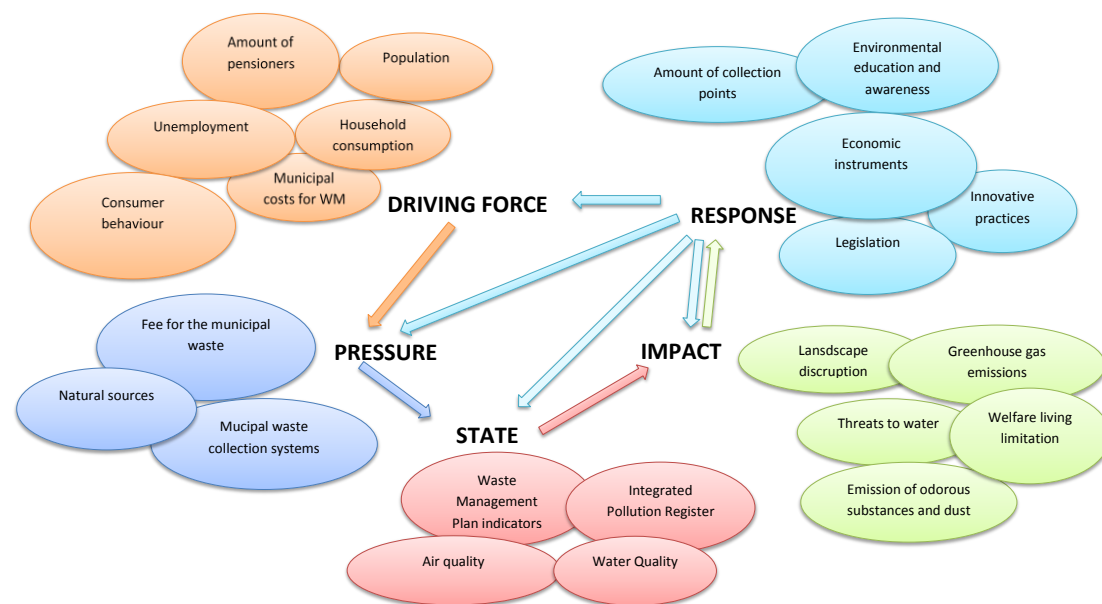 Amount of
pensioners
Population
Unemployment
Household
consumption
Municipal
costs for WM
Consumer
behaviour
DRIVING FORCE
Amount of collection
points
Environmental
education and
awareness
Economic
instruments
Innovative
practices
Legislation
RESPONSE
Fee for the municipal
waste
Natural sources
Mucipal waste
collection systems
PRESSURE
IMPACT
Lansdscape
discruption
Greenhouse gas
emissions
Threats to water
Welfare living
limitation
Emission of odorous
substances and dust
STATE
Waste
Management
Plan indicators
Integrated
Pollution Register
Air quality
Water Quality